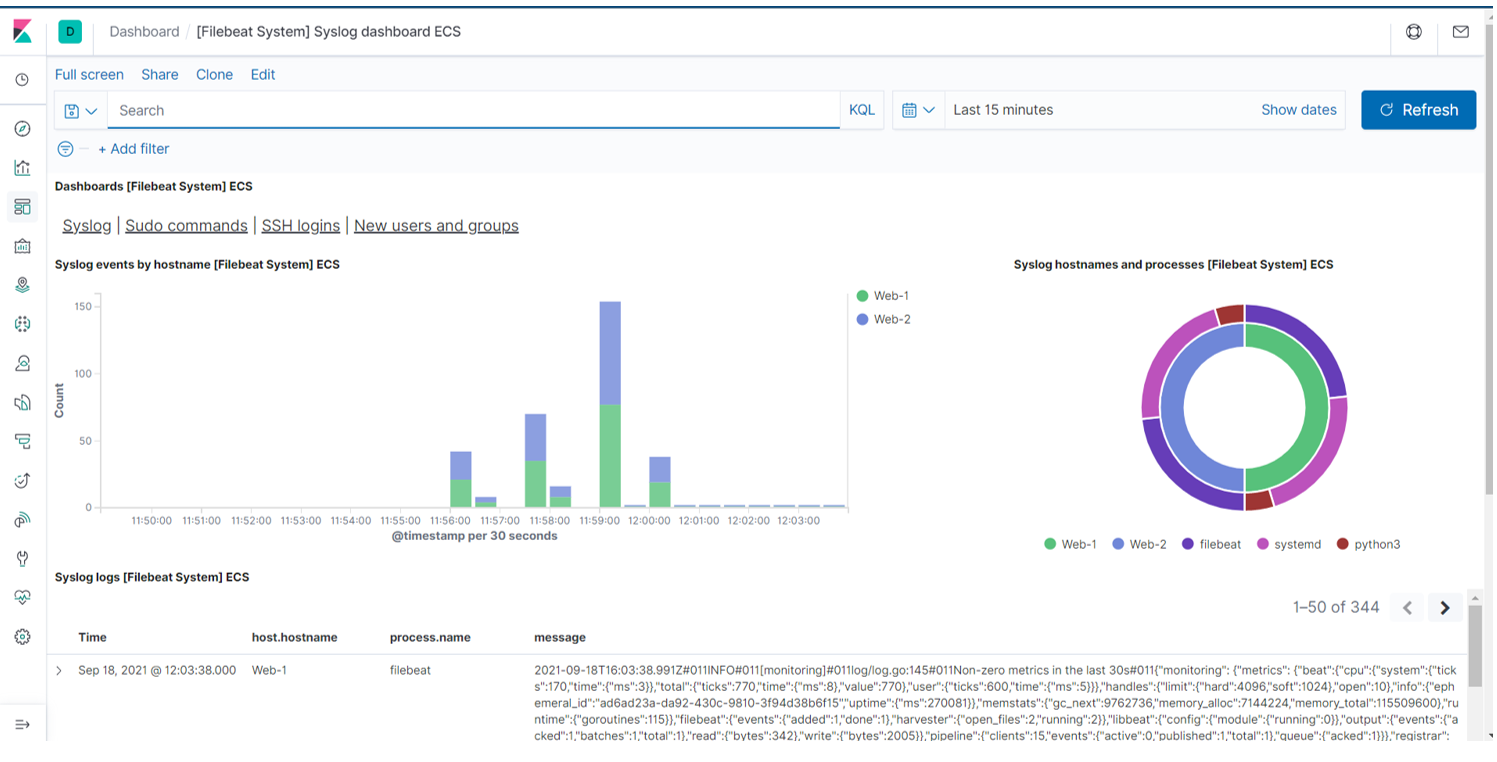 D Dashboard / [Filebeat System] Syslog dashboard ECS
Full screen Share Clone Edit
Search KQL Last 15 minutes Show dates Refresh
+ Add filter
Dashboards [Filebeat System] ECS
Syslog | Sudo commands | SSH logins | New users and groups
Syslog events by hostname [Filebeat System] ECS
150
100
50
0
Count
11:50:00 11:51:00 11:52:00 11:53:00 11:54:00 11:55:00 11:56:00 11:57:00 11:58:00 11:59:00 12:00:00 12:01:00 12:02:00 12:03:00
@timestamp per 30 seconds
Web-1
Web-2
Syslog hostnames and processes [Filebeat System] ECS
Web-1 Web-2 filebeat systemd python3
Syslog logs [Filebeat System] ECS
1–50 of 344
Time host.hostname process.name message
Sep 18, 2021 @ 12:03:38.000 Web-1 filebeat 2021-09-18T16:03:38.991Z#011INFO#011[monitoring]#011log/log.go:145#011Non-zero metrics in the last 30s#011{"monitoring": {"metrics": {"beat":{"cpu":{"system":{"tick
s":170,"time":{"ms":3}},"total":{"ticks":770,"time":{"ms":8},"value":770},"user":{"ticks":600,"time":{"ms":5}}},"handles":{"limit":{"hard":4096,"soft":1024},"open":10},"info":{"eph
emeral_id":"ad6ad23a-da92-430c-9810-3f94d38b6f15","uptime":{"ms":270081}},"memstats":{"gc_next":9762736,"memory_alloc":7144224,"memory_total":115509600},"ru
ntime":{"goroutines":115}},"filebeat":{"events":{"added":1,"done":1},"harvester":{"open_files":2,"running":2}},"libbeat":{"config":{"module":{"running":0}},"output":{"events":{"a
cked":1,"batches":1,"total":1},"read":{"bytes":342},"write":{"bytes":2005}},"pipeline":{"clients":15,"events":{"active":0,"published":1,"total":1},"queue":{"acked":1}}},"registrar":